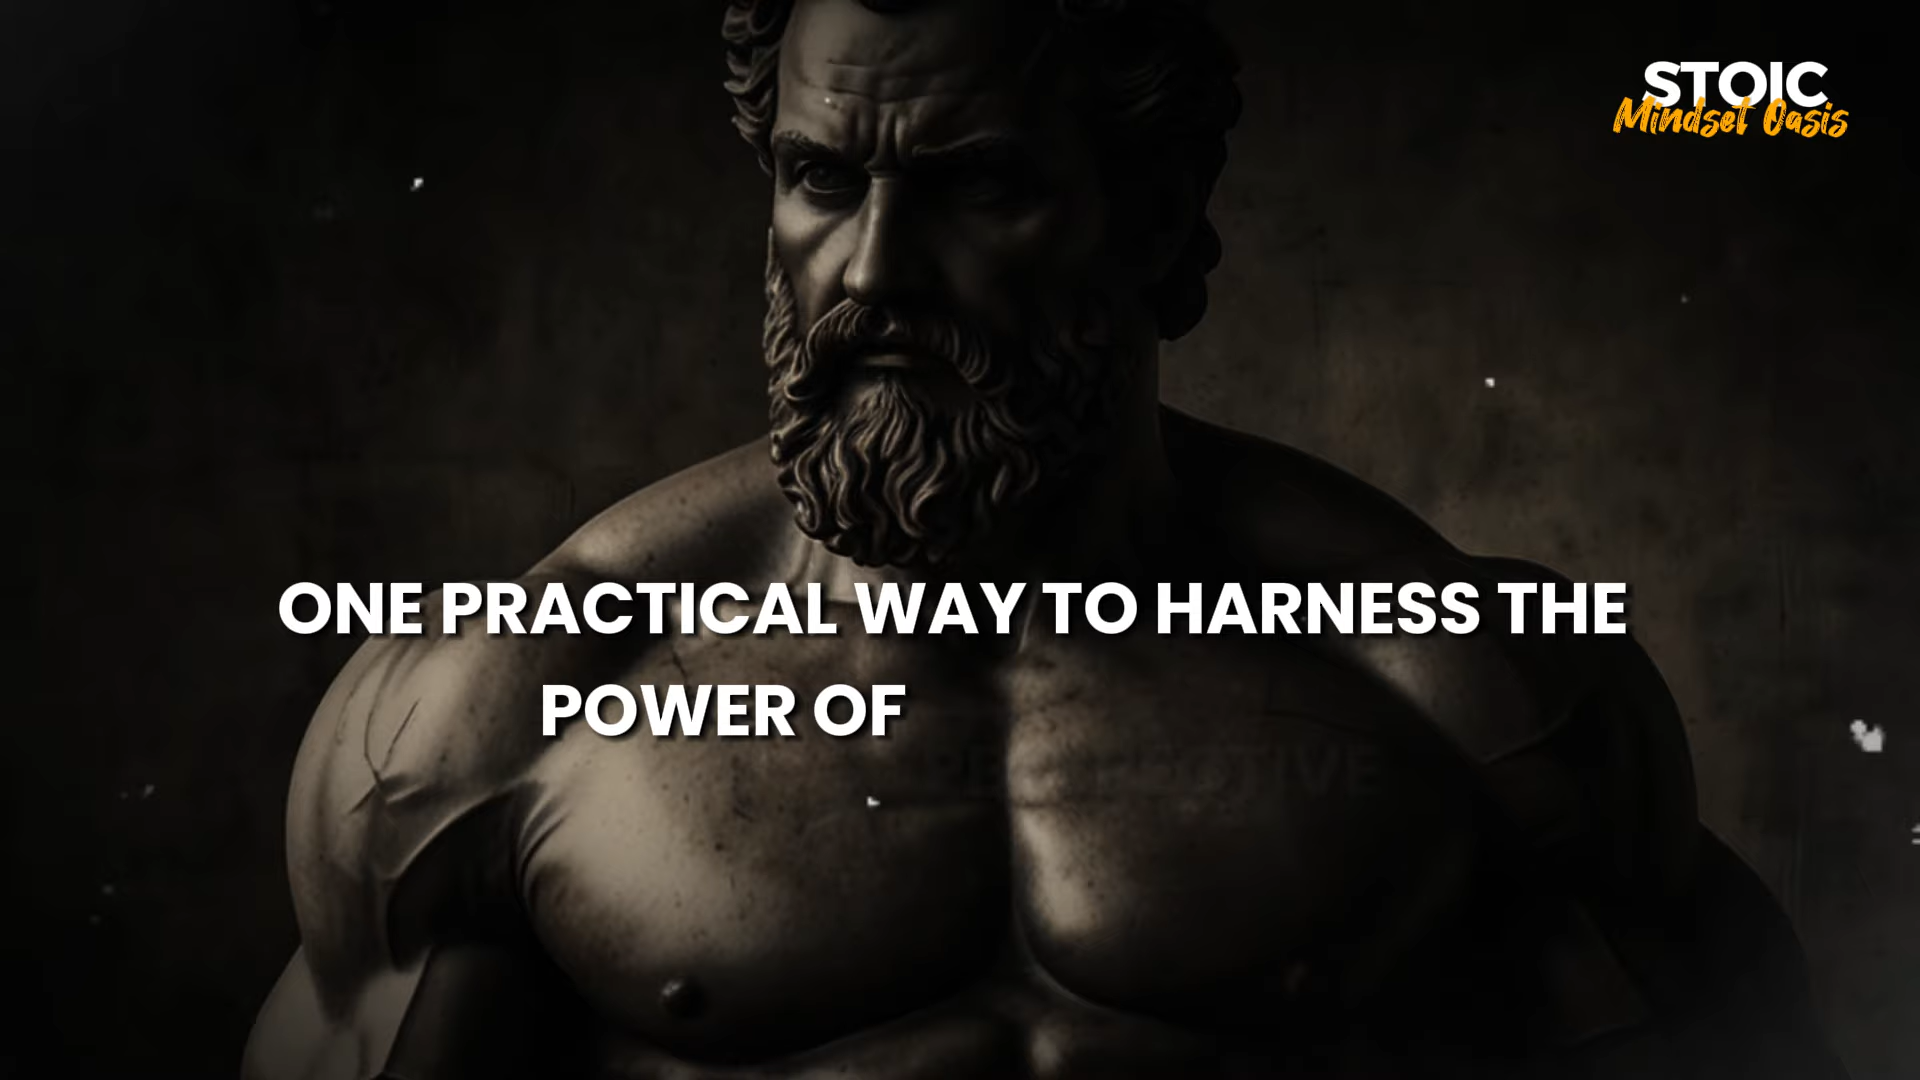 STOIC
Mindset Oasis
ONE PRACTICAL WAY TO HARNESS THE
POWER OF